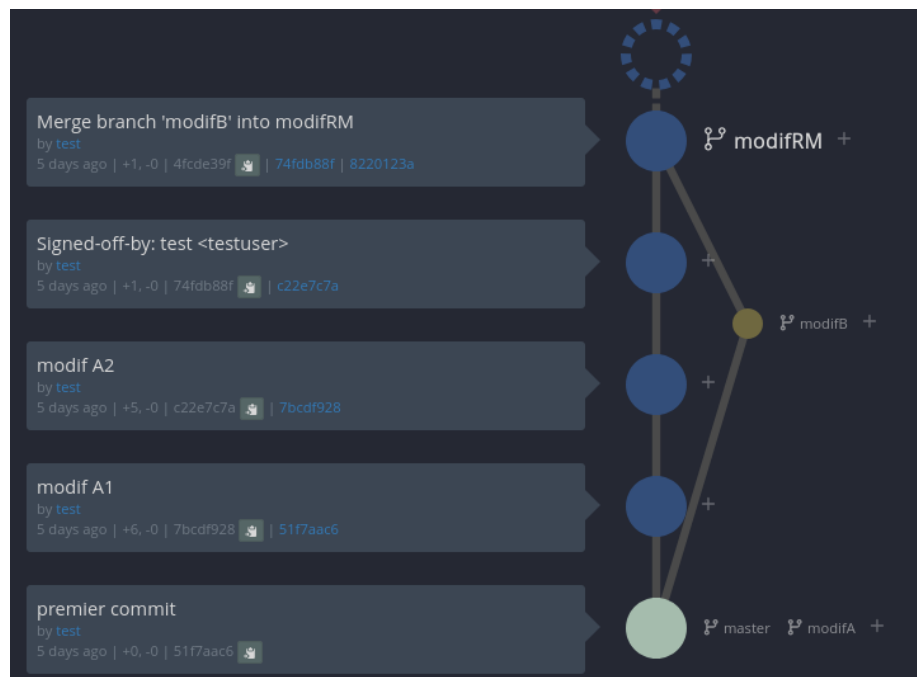 Merge branch 'modifB' into modifRM
by test
5 days ago | +1, -0 | 4fcde39f | 74fdb88f | 8220123a
modifRM +
Signed-off-by: test <testuser>
by test
5 days ago | +1, -0 | 74fdb88f | c22e7c7a
+
modifB +
modif A2
by test
5 days ago | +5, -0 | c22e7c7a | 7bcdf928
+
modif A1
by test
5 days ago | +6, -0 | 7bcdf928 | 51f7aac6
+
premier commit
by test
5 days ago | +0, -0 | 51f7aac6
master modifA +